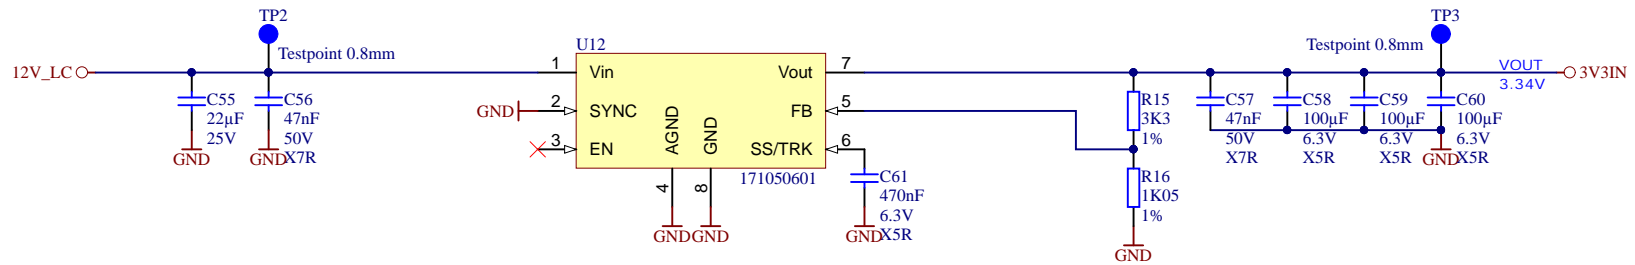 TP2
Testpoint 0.8mm
12V_LC
C55
22µF
25V
GND
C56
47nF
50V
X7R
GND
U12
1
Vin
2
SYNC
GND
3
EN
AGND
GND
4
8
GND
GND
Vout
7
FB
5
SS/TRK
6
171050601
C61
470nF
6.3V
X5R
GND
R15
3K3
1%
R16
1K05
1%
GND
C57
47nF
50V
X7R
C58
100µF
6.3V
X5R
C59
100µF
6.3V
X5R
TP3
Testpoint 0.8mm
C60
100µF
6.3V
X5R
GND
VOUT
3.34V
3V3IN